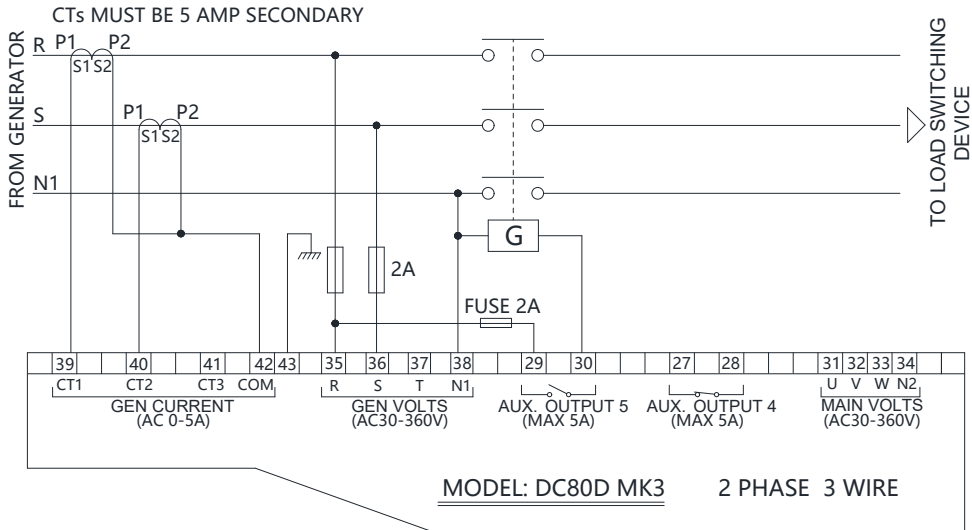 CTs MUST BE 5 AMP SECONDARY
FROM GENERATOR
R P1 P2
S1 S2
S P1 P2
S1 S2
N1
TO LOAD SWITCHING
DEVICE
G
2A
FUSE 2A
39 40 41 42 43 35 36 37 38 29 30 27 28 31 32 33 34
CT1 CT2 CT3 COM R S T N1 U V W N2
GEN CURRENT
(AC 0-5A)
GEN VOLTS
(AC30-360V)
AUX. OUTPUT 5
(MAX 5A)
AUX. OUTPUT 4
(MAX 5A)
MAIN VOLTS
(AC30-360V)
MODEL: DC80D MK3 2 PHASE 3 WIRE